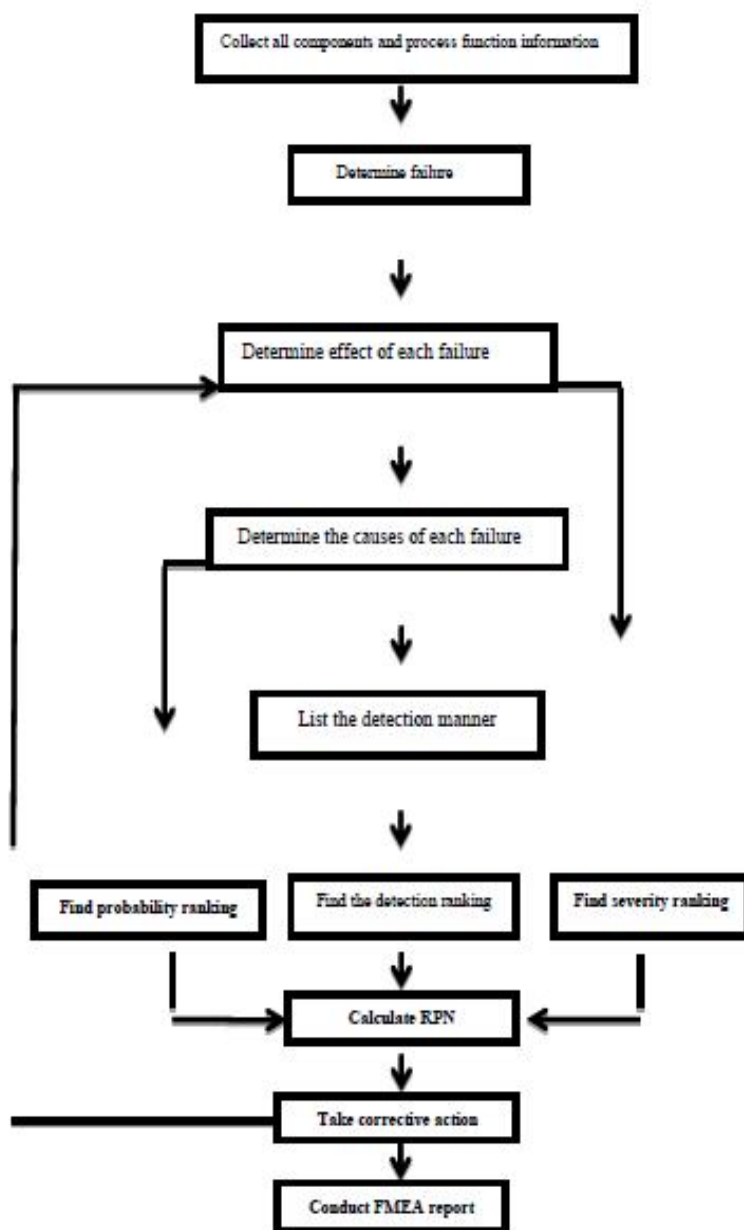 Collect all components and process function information
Determine failure
Determine effect of each failure
Determine the causes of each failure
List the detection manner
Find probability ranking
Find the detection ranking
Find severity ranking
Calculate RPN
Take corrective action
Conduct FMEA report